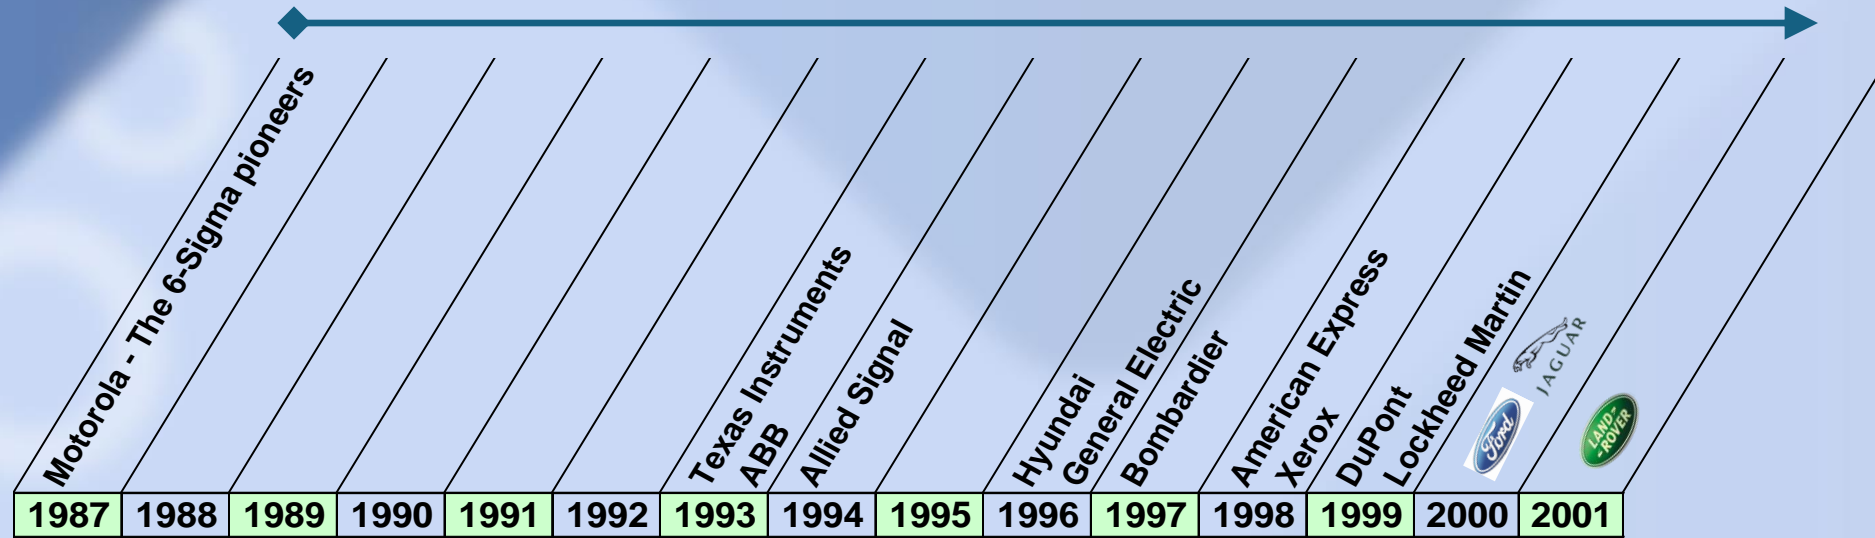 Motorola - The 6-Sigma pioneers
Texas Instruments
ABB
Allied Signal
Hyundai
General Electric
Bombardier
American Express
Xerox
DuPont
Lockheed Martin
Ford
JAGUAR
LAND-
-ROVER
1987 1988 1989 1990 1991 1992 1993 1994 1995 1996 1997 1998 1999 2000 2001